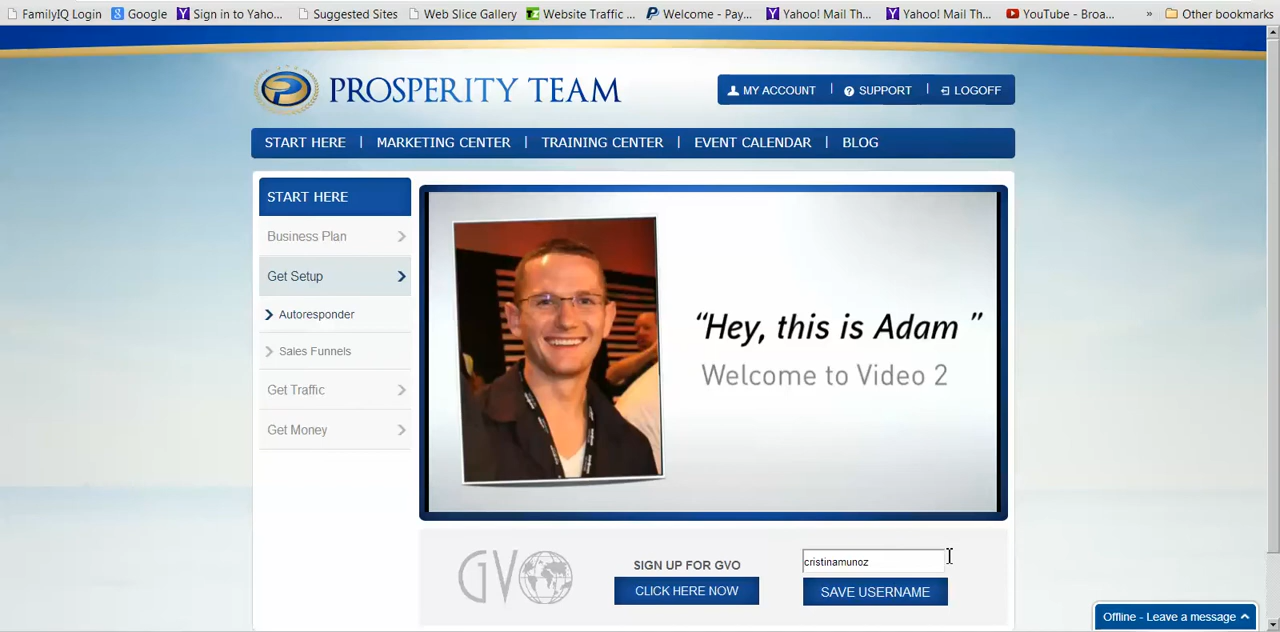 FamilyIQ Login Google Sign in to Yaho... Suggested Sites Web Slice Gallery Website Traffic ... Welcome - Pay... Yahoo! Mail Th... Yahoo! Mail Th... YouTube - Broa... » Other bookmarks
PROSPERITY TEAM
MY ACCOUNT | SUPPORT | LOGOFF
START HERE | MARKETING CENTER | TRAINING CENTER | EVENT CALENDAR | BLOG
START HERE
Business Plan
Get Setup
Autoresponder
Sales Funnels
Get Traffic
Get Money
“Hey, this is Adam ”
Welcome to Video 2
GVO
SIGN UP FOR GVO
CLICK HERE NOW
cristinamunoz
SAVE USERNAME
Offline - Leave a message